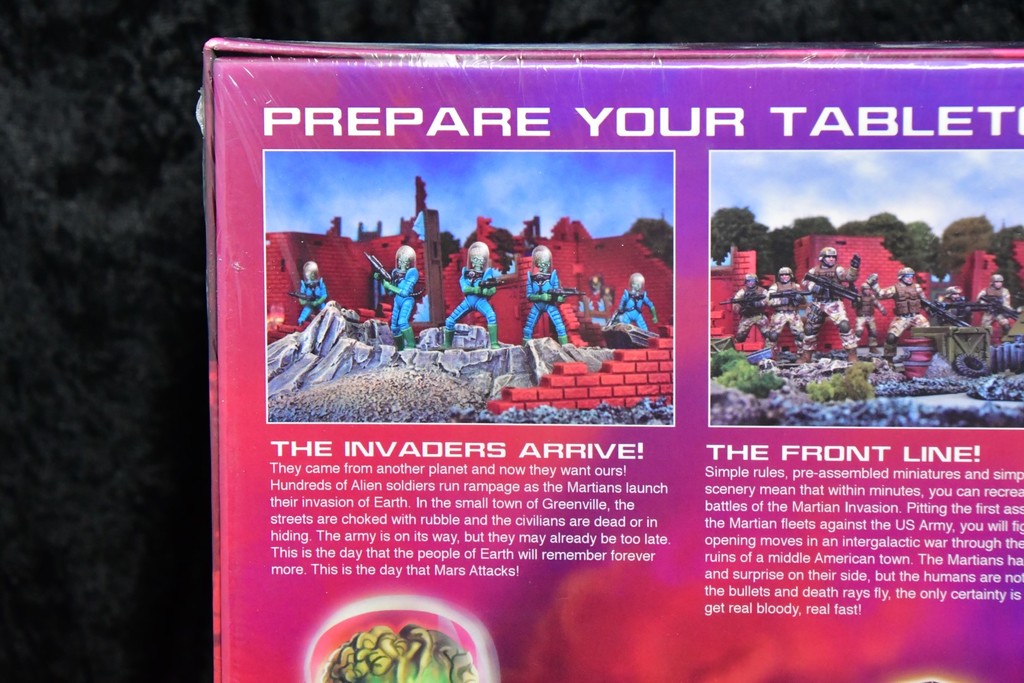 PREPARE YOUR TABLETO
THE INVADERS ARRIVE!
They came from another planet and now they want ours!
Hundreds of Alien soldiers run rampage as the Martians launch
their invasion of Earth. In the small town of Greenville, the
streets are choked with rubble and the civilians are dead or in
hiding. The army is on its way, but they may already be too late.
This is the day that the people of Earth will remember forever
more. This is the day that Mars Attacks!
THE FRONT LINE!
Simple rules, pre-assembled miniatures and simp
scenery mean that within minutes, you can recrea
battles of the Martian Invasion. Pitting the first ass
the Martian fleets against the US Army, you will fig
opening moves in an intergalactic war through the
ruins of a middle American town. The Martians ha
and surprise on their side, but the humans are not
the bullets and death rays fly, the only certainty is
get real bloody, real fast!